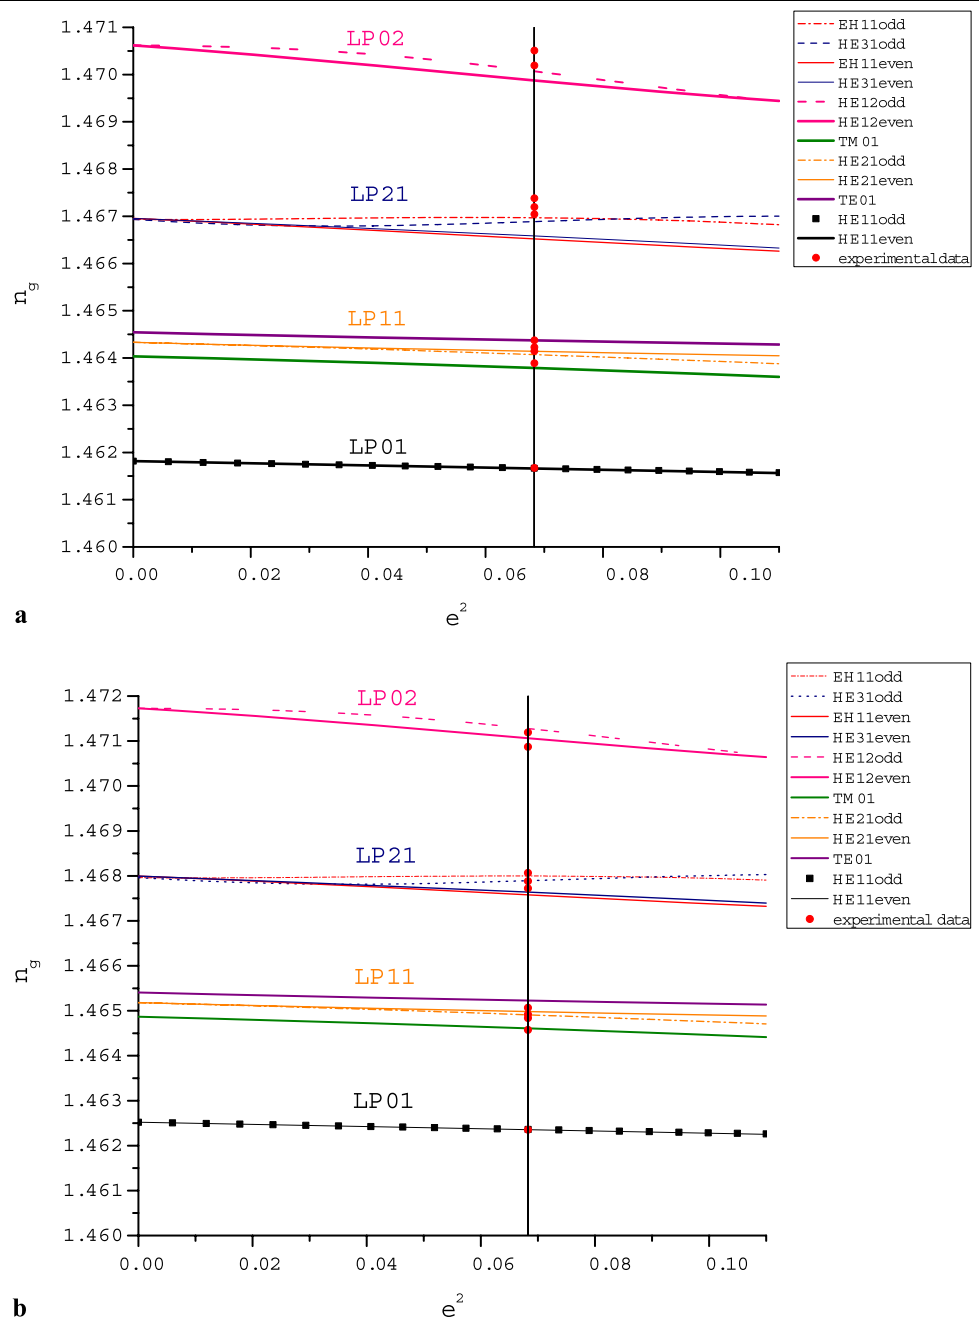 1.471
1.470
1.469
1.468
1.467
1.466
1.465
1.464
1.463
1.462
1.461
1.460
n_g
LP02
LP21
LP11
LP01
0.00 0.02 0.04 0.06 0.08 0.10
e²
EH11odd
HE31odd
EH11even
HE31even
HE12odd
HE12even
TM01
HE21odd
HE21even
TE01
HE11odd
HE11even
experimental data
a
1.472
1.471
1.470
1.469
1.468
1.467
1.466
1.465
1.464
1.463
1.462
1.461
1.460
n_g
LP02
LP21
LP11
LP01
0.00 0.02 0.04 0.06 0.08 0.10
e²
EH11odd
HE31odd
EH11even
HE31even
HE12odd
HE12even
TM01
HE21odd
HE21even
TE01
HE11odd
HE11even
experimental data
b